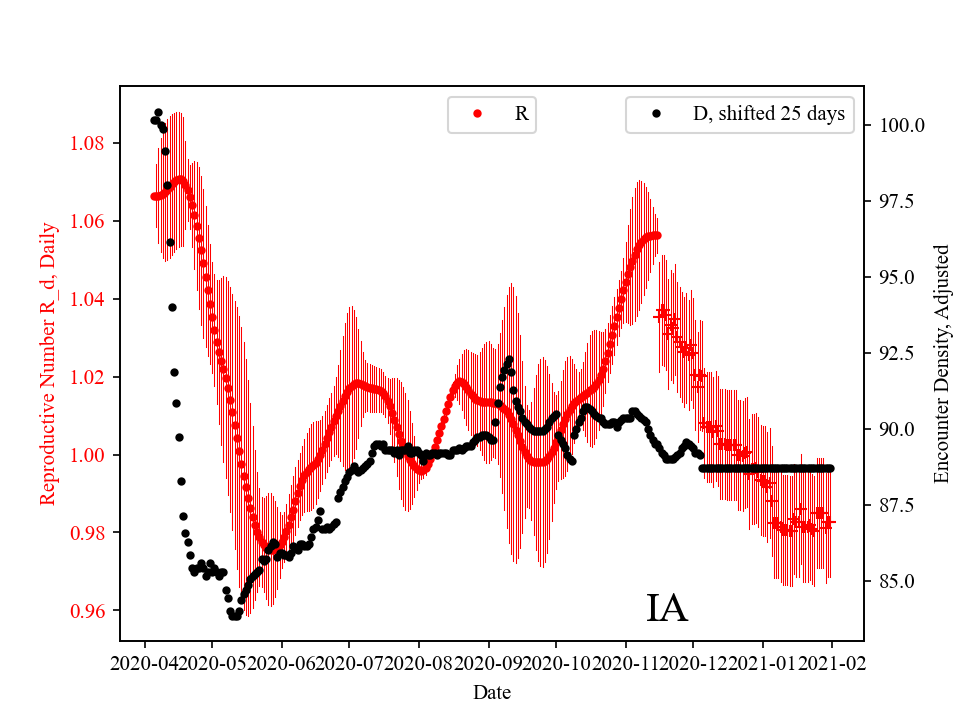 R
D, shifted 25 days
1.08
1.06
1.04
1.02
1.00
0.98
0.96
Reproductive Number R_d, Daily
100.0
97.5
95.0
92.5
90.0
87.5
85.0
Encounter Density, Adjusted
IA
2020-04 2020-05 2020-06 2020-07 2020-08 2020-09 2020-10 2020-11 2020-12 2021-01 2021-02
Date